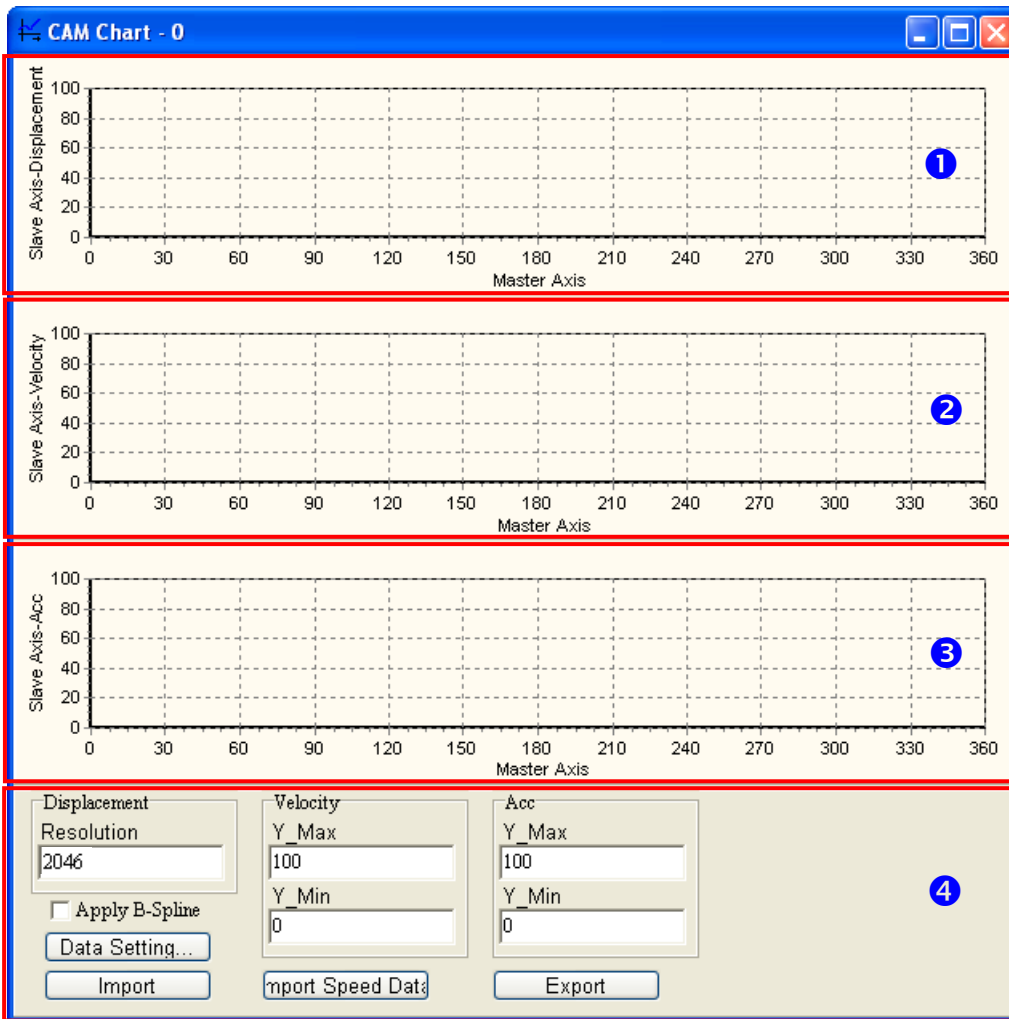 CAM Chart - 0
Slave Axis-Displacement
100
80
60
40
20
0
0 30 60 90 120 150 180 210 240 270 300 330 360
Master Axis
❶
Slave Axis-Velocity
100
80
60
40
20
0
0 30 60 90 120 150 180 210 240 270 300 330 360
Master Axis
❷
Slave Axis-Acc
100
80
60
40
20
0
0 30 60 90 120 150 180 210 240 270 300 330 360
Master Axis
❸
Displacement
Resolution
2046
Apply B-Spline
Data Setting...
Import
Velocity
Y_Max
100
Y_Min
0
mport Speed Data
Acc
Y_Max
100
Y_Min
0
Export
❹